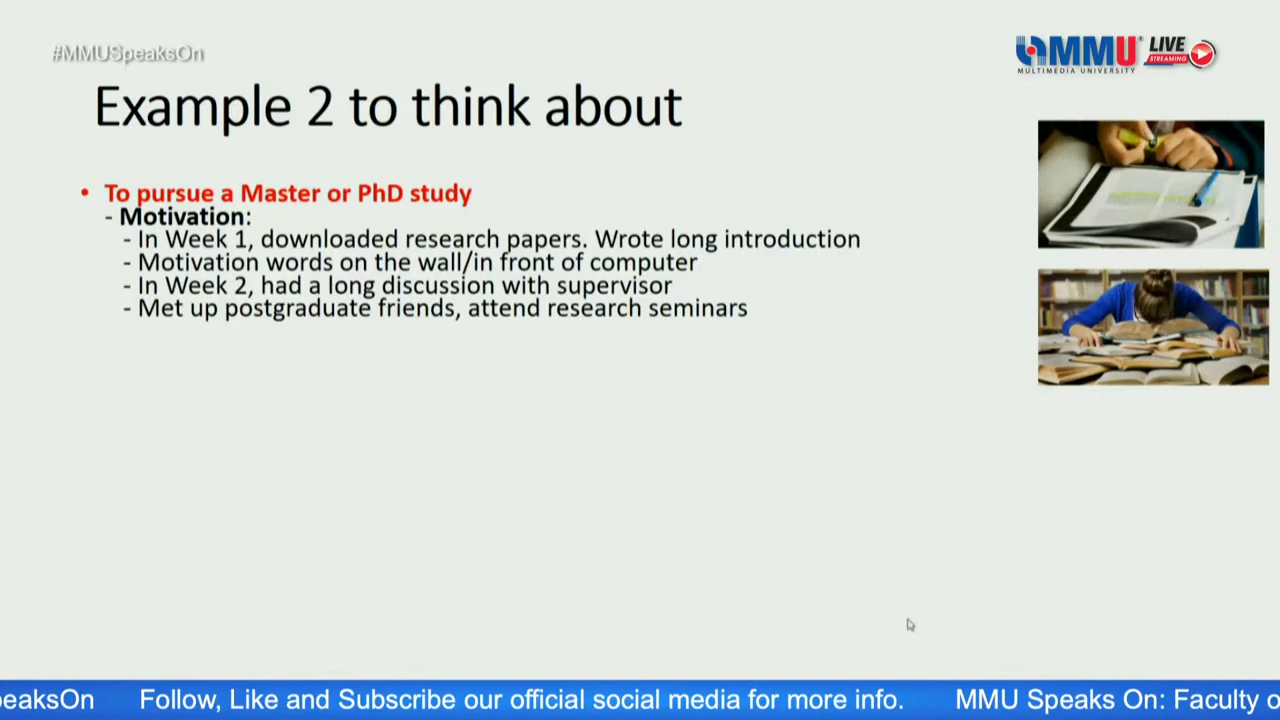 #MMUSpeaksOn
MMU LIVE
STREAMING
MULTIMEDIA UNIVERSITY
Example 2 to think about
• To pursue a Master or PhD study
- Motivation:
- In Week 1, downloaded research papers. Wrote long introduction
- Motivation words on the wall/in front of computer
- In Week 2, had a long discussion with supervisor
- Met up postgraduate friends, attend research seminars
peaksOn Follow, Like and Subscribe our official social media for more info. MMU Speaks On: Faculty